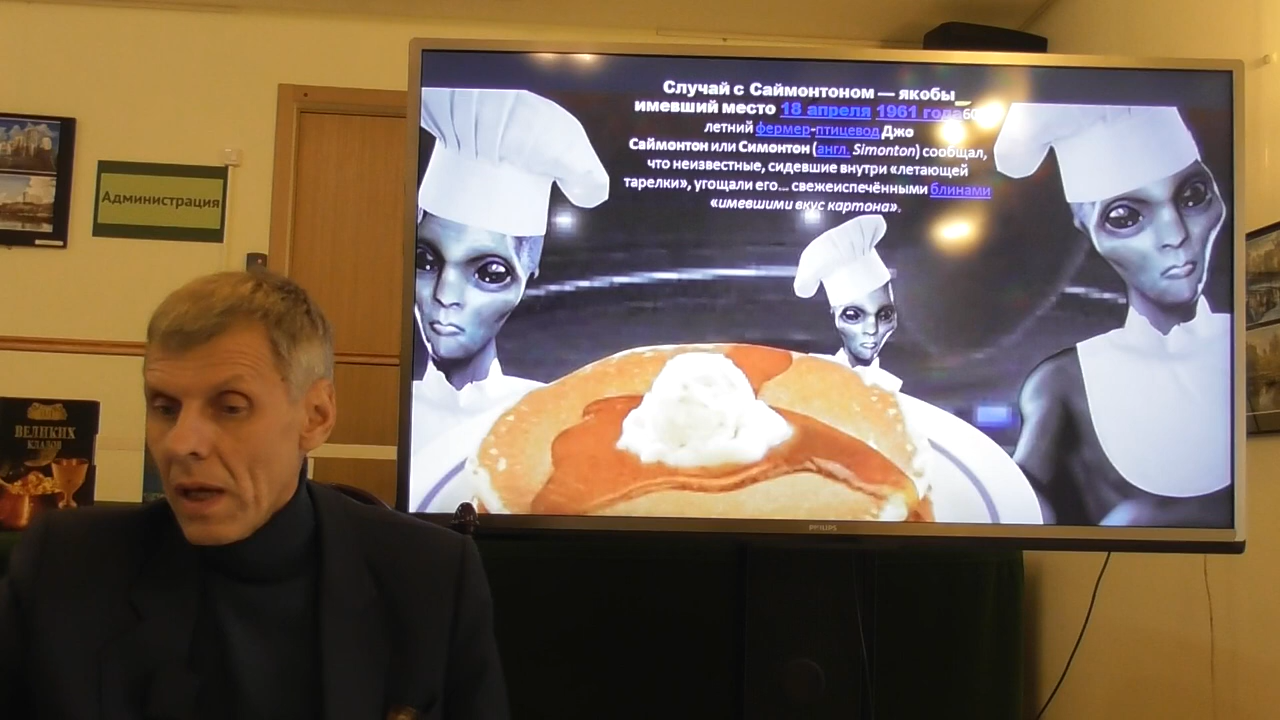 Случай с Саймонтоном — якобы
имевший место 18 апреля 1961 года 60
летний фермер-птицевод Джо
Саймонтон или Симонтон (англ. Simonton) сообщал,
что неизвестные, сидевшие внутри «летающей
тарелки», угощали его... свежеиспечёнными блинами
«имевшими вкус картона».
Администрация
ВЕЛИКИХ
КЛАДОВ
PHILIPS